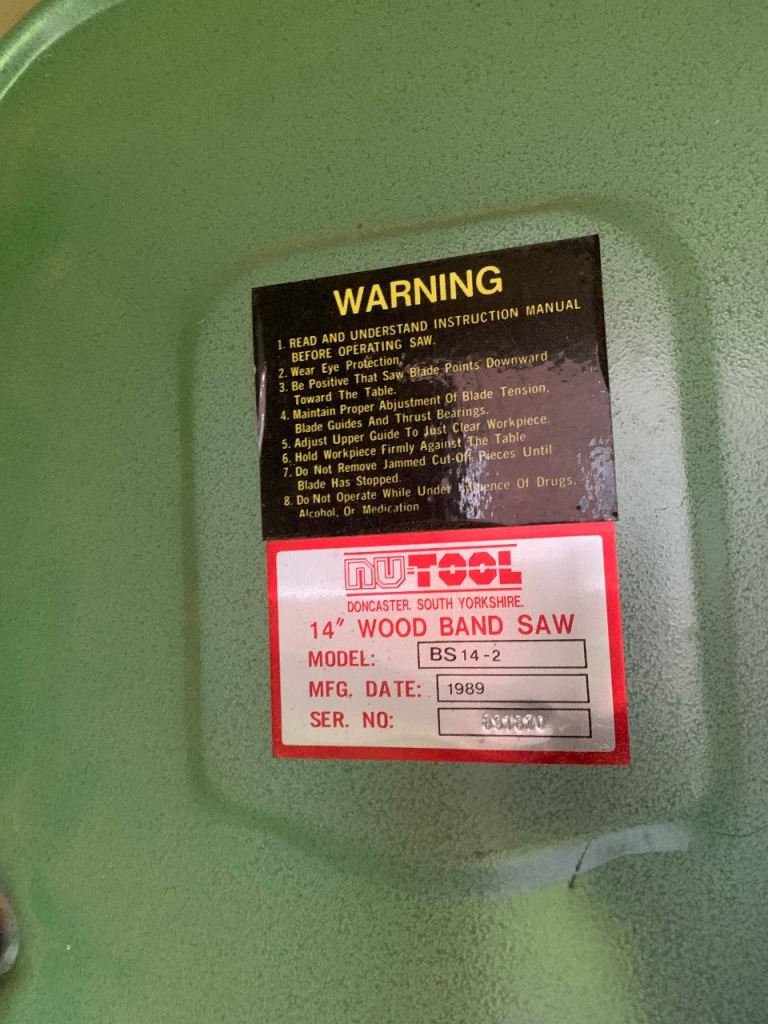 WARNING
1. READ AND UNDERSTAND INSTRUCTION MANUAL
BEFORE OPERATING SAW.
2. Wear Eye Protection.
3. Be Positive That Saw Blade Points Downward
Toward The Table.
4. Maintain Proper Abjustment Of Blade Tension.
Blade Guides And Thrust Bearings.
5. Adjust Upper Guide To Just Clear Workpiece.
6. Hold Workpiece Firmly Against The Table
7. Do Not Remove Jammed Cut-Off Pieces Until
Blade Has Stopped.
8. Do Not Operate While Under Of Drugs,
Alcohol, Or Medication
NU-TOOL
DONCASTER. SOUTH YORKSHIRE.
14" WOOD BAND SAW
MODEL: BS 14-2
MFG. DATE: 1989
SER. NO: